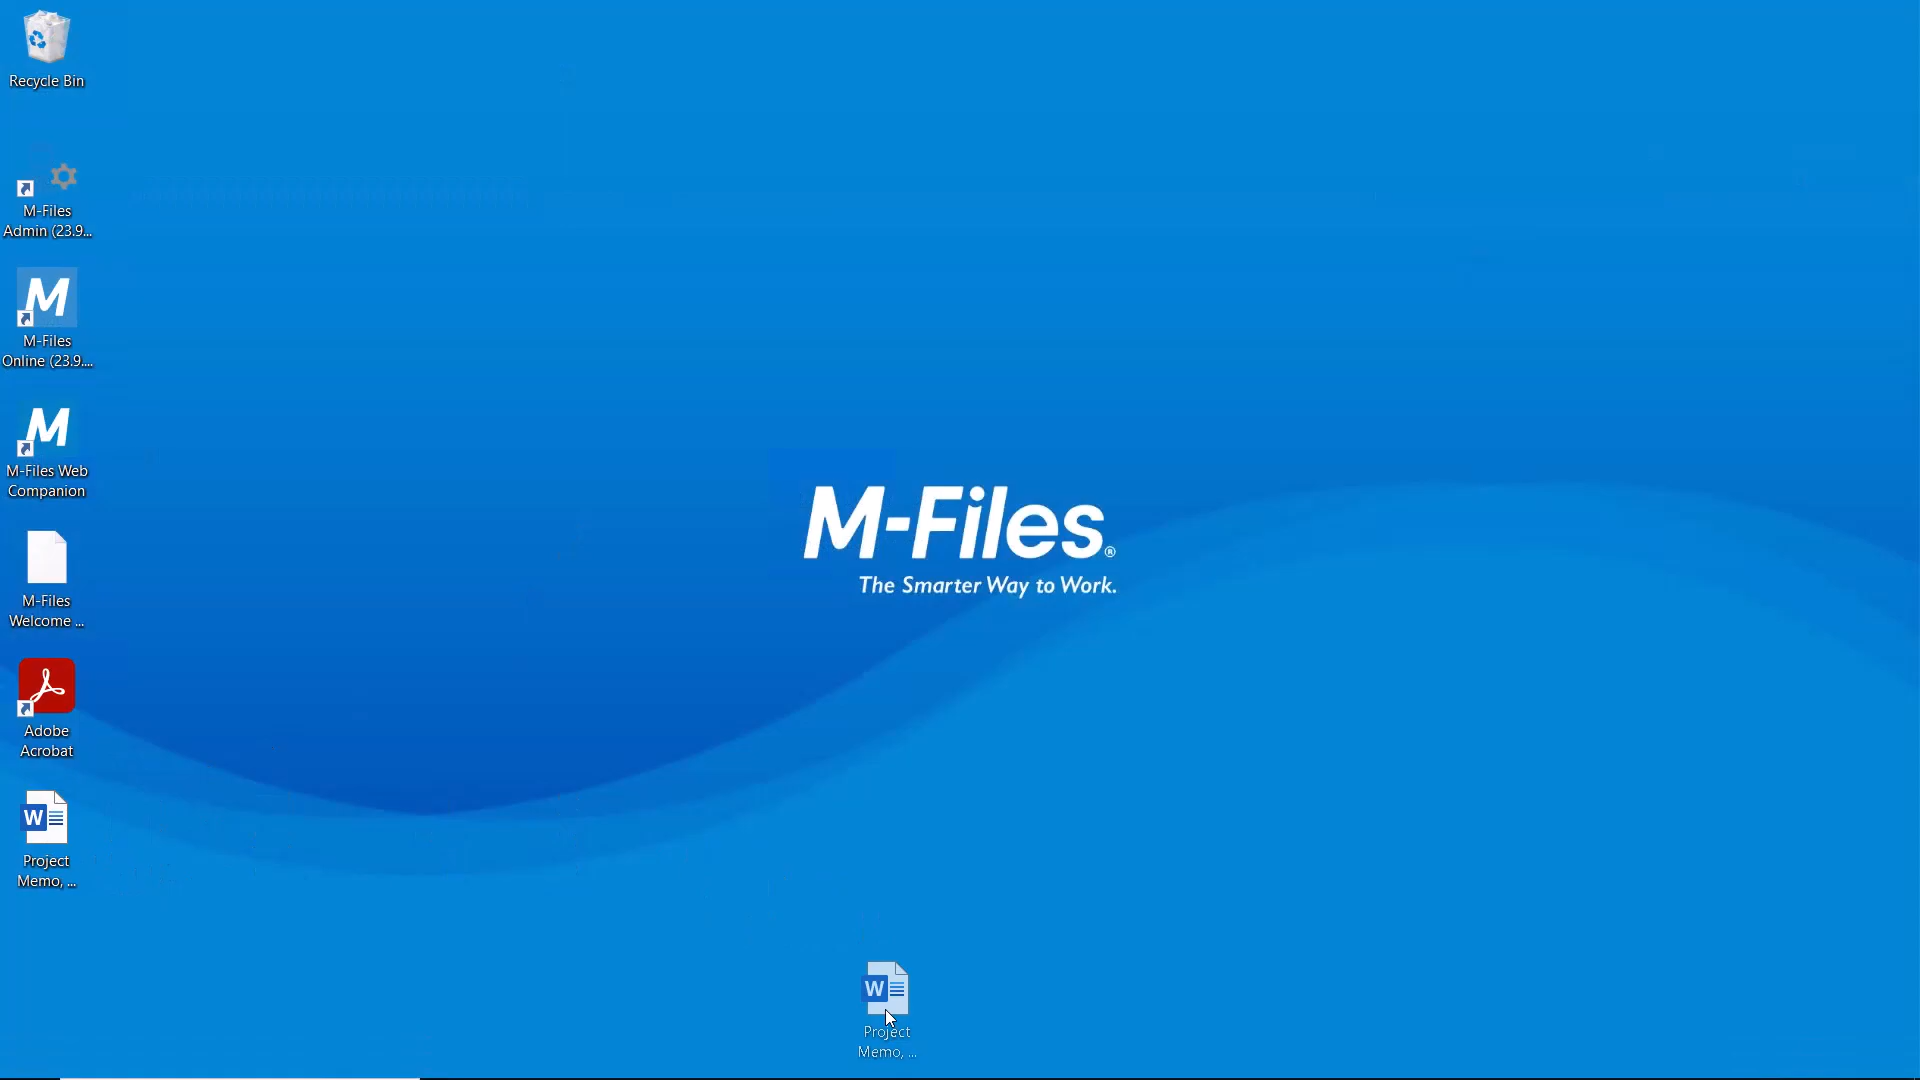 Recycle Bin
M-Files
Admin (23.9...
M
M-Files
Online (23.9....
M
M-Files Web
Companion
M-Files
Welcome ...
Adobe
Acrobat
W
Project
Memo, ...
M-Files®
The Smarter Way to Work.
W
Project
Memo, ...